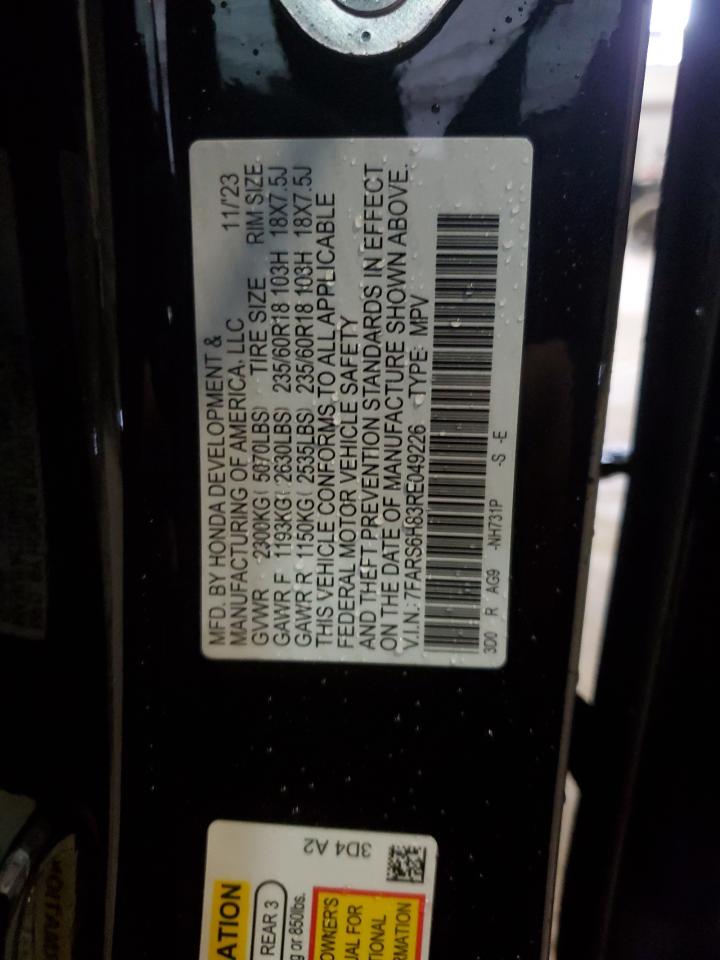 MFD. BY HONDA DEVELOPMENT &
MANUFACTURING OF AMERICA, LLC 11/'23
GVWR 2300KG( 5070LBS) TIRE SIZE RIM SIZE
GAWR F 1193KG( 2630LBS) 235/60R18 103H 18X7.5J
GAWR R 1150KG( 2535LBS) 235/60R18 103H 18X7.5J
THIS VEHICLE CONFORMS TO ALL APPLICABLE
FEDERAL MOTOR VEHICLE SAFETY
AND THEFT PREVENTION STANDARDS IN EFFECT
ON THE DATE OF MANUFACTURE SHOWN ABOVE.
V.I.N.: 7FARS6H83RE049226 TYPE: MPV
3D0 R AG9 -NH731P -S -E
3D4 A2
ATION
REAR 3
g or 850lbs.
OWNER'S
UAL FOR
TIONAL
RMATION